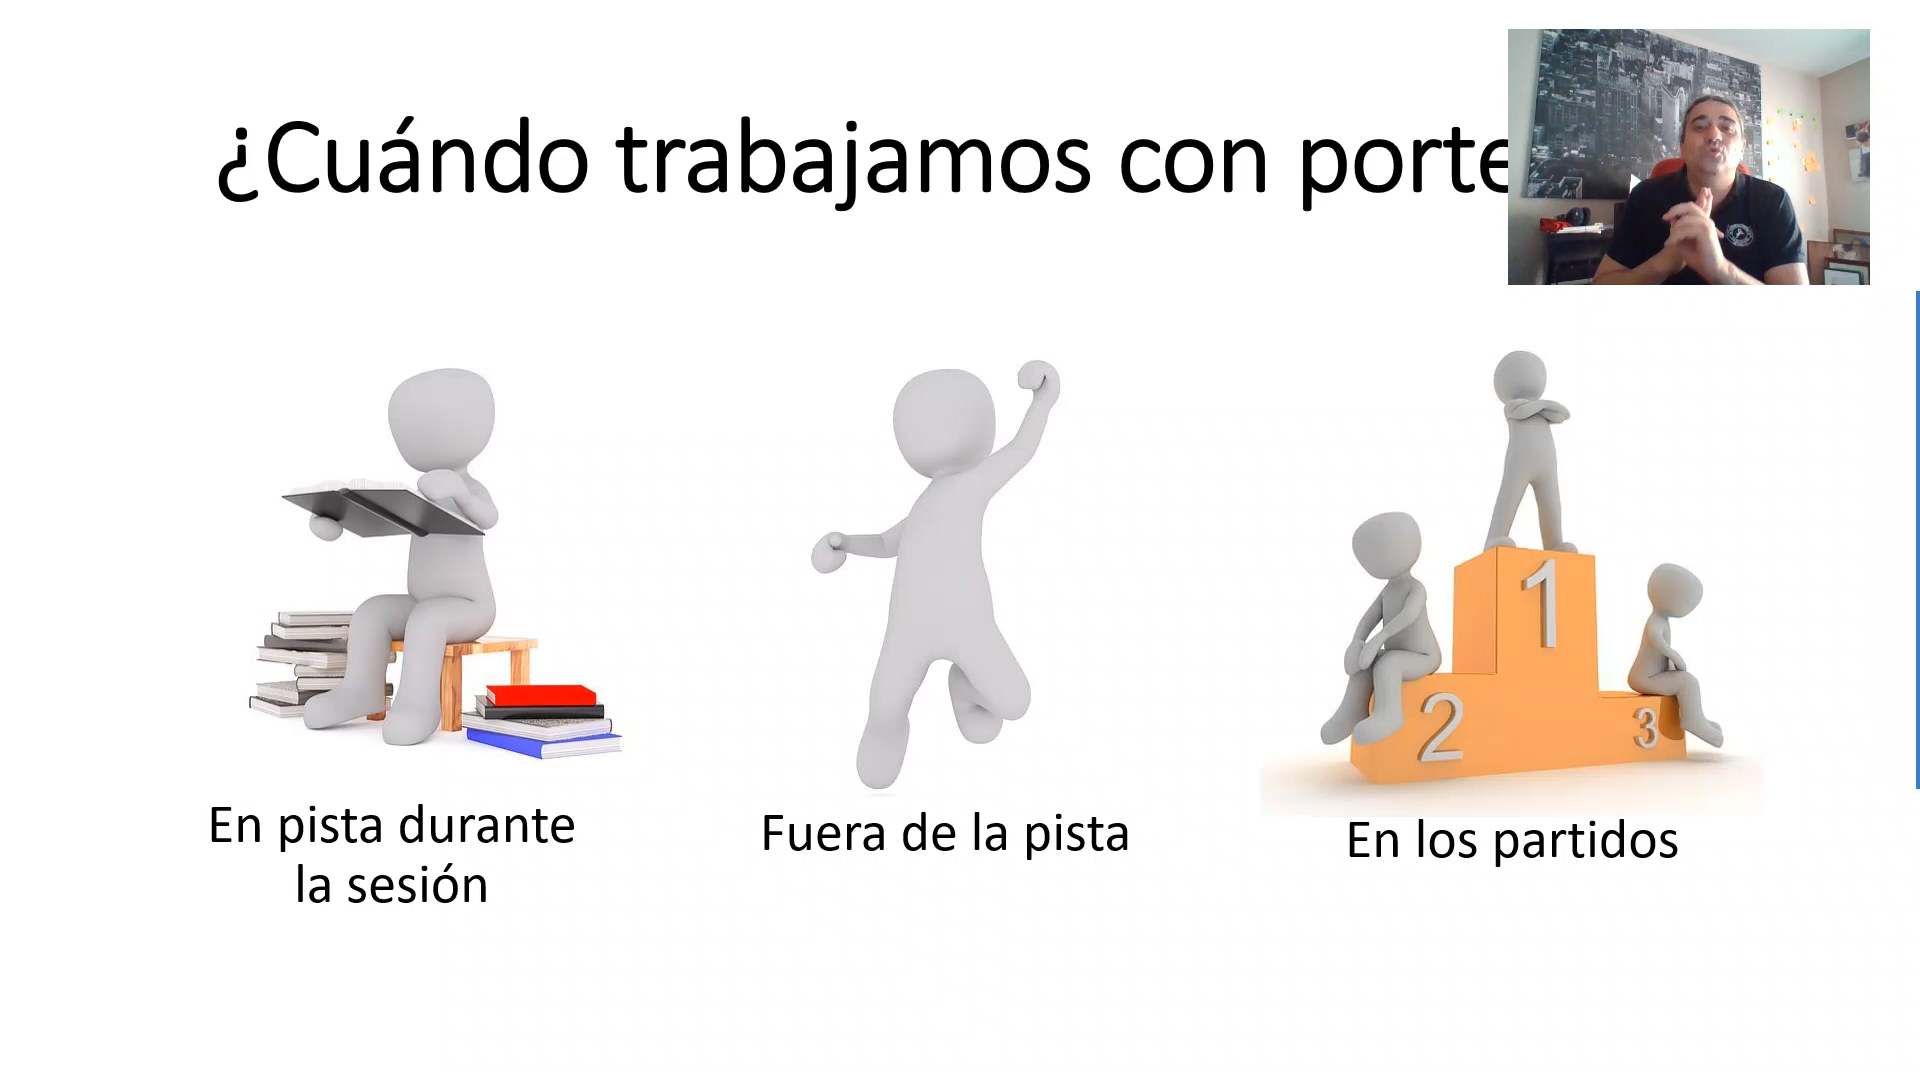 ¿Cuándo trabajamos con porte
1
2
3
En pista durante
la sesión
Fuera de la pista
En los partidos